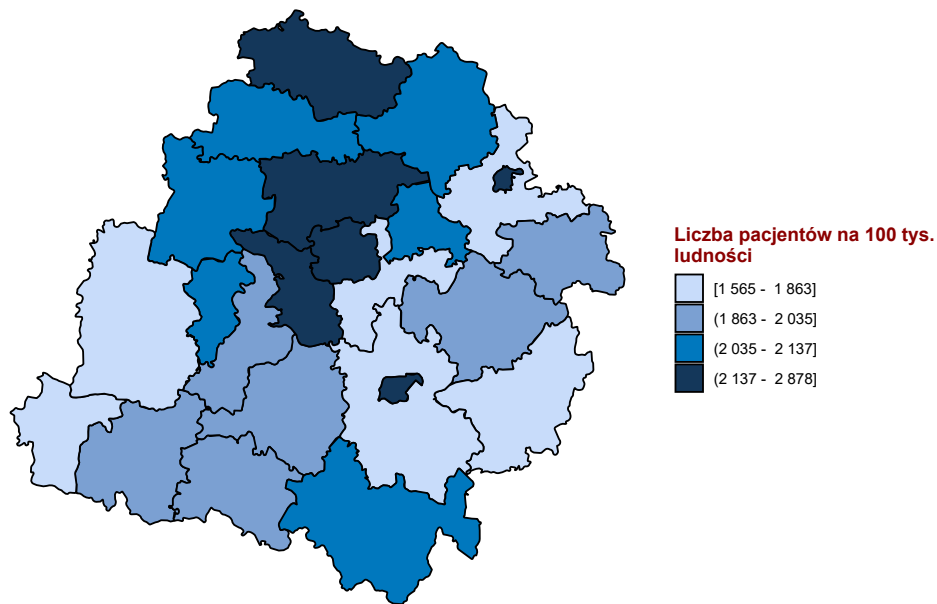 Liczba pacjentów na 100 tys.
ludności
[1 565 - 1 863]
(1 863 - 2 035]
(2 035 - 2 137]
(2 137 - 2 878]